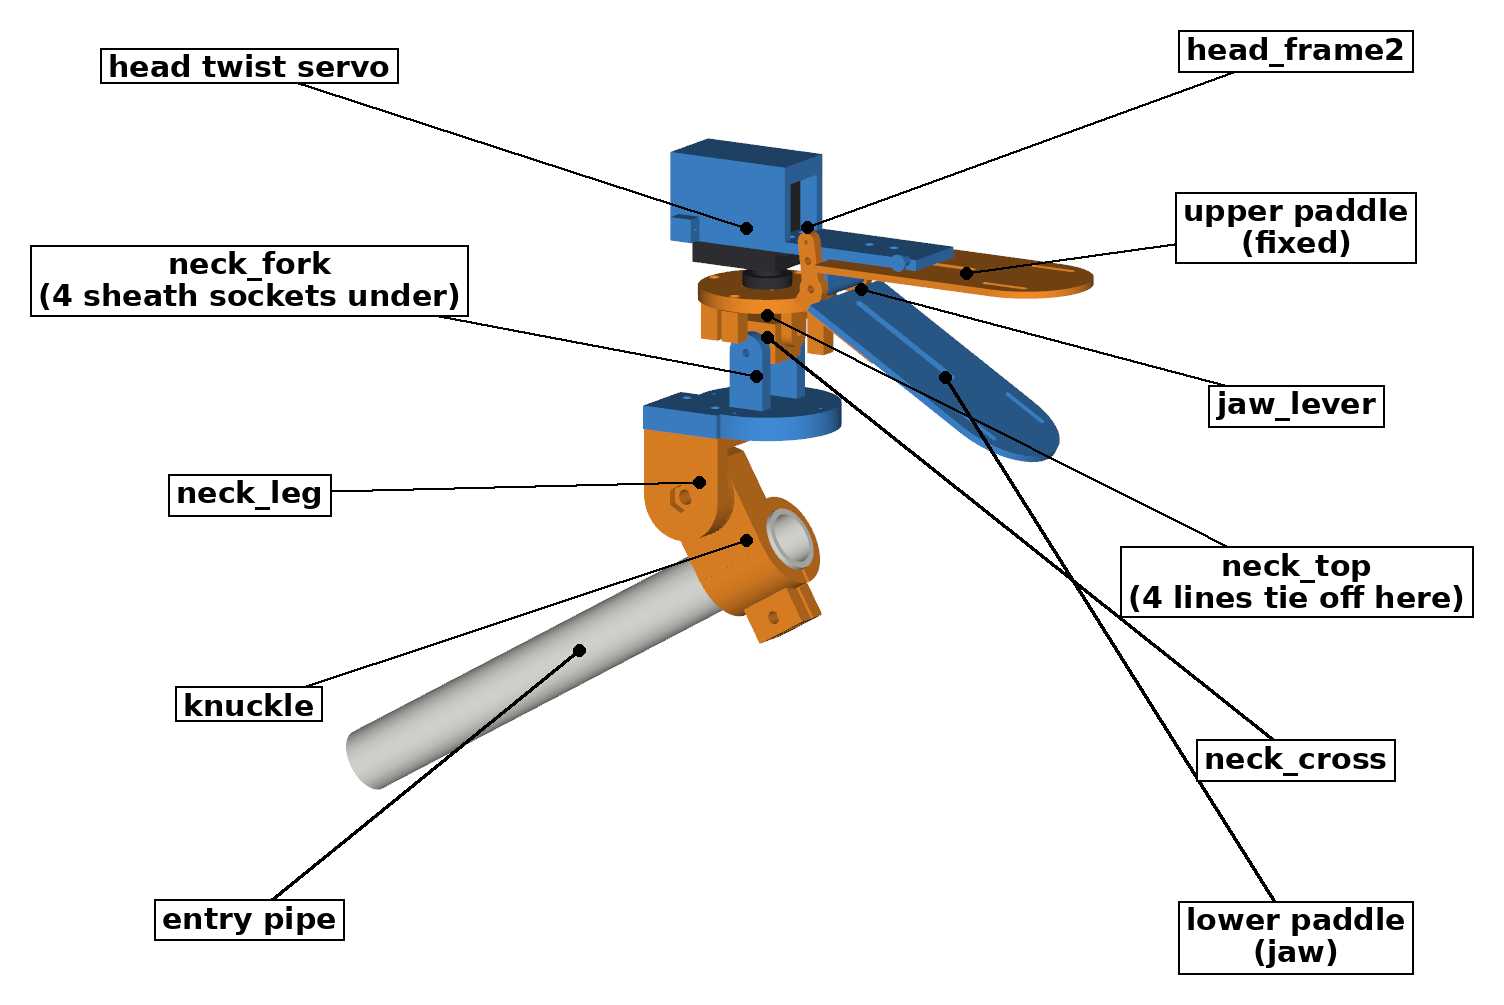 head_frame2
head twist servo
upper paddle
(fixed)
neck_fork
(4 sheath sockets under)
jaw_lever
neck_leg
neck_top
(4 lines tie off here)
knuckle
neck_cross
entry pipe
lower paddle
(jaw)